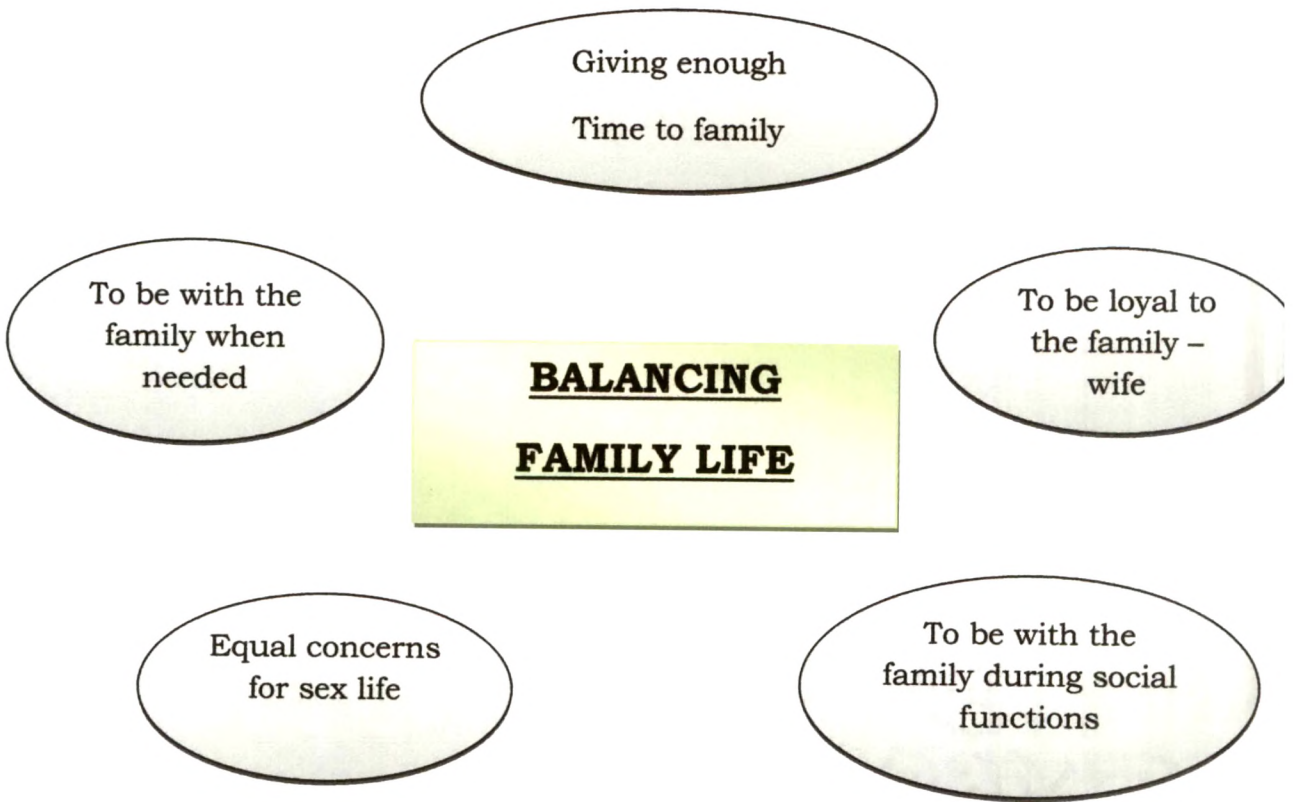 Giving enough
Time to family
To be with the
family when
needed
To be loyal to
the family –
wife
BALANCING
FAMILY LIFE
Equal concerns
for sex life
To be with the
family during social
functions